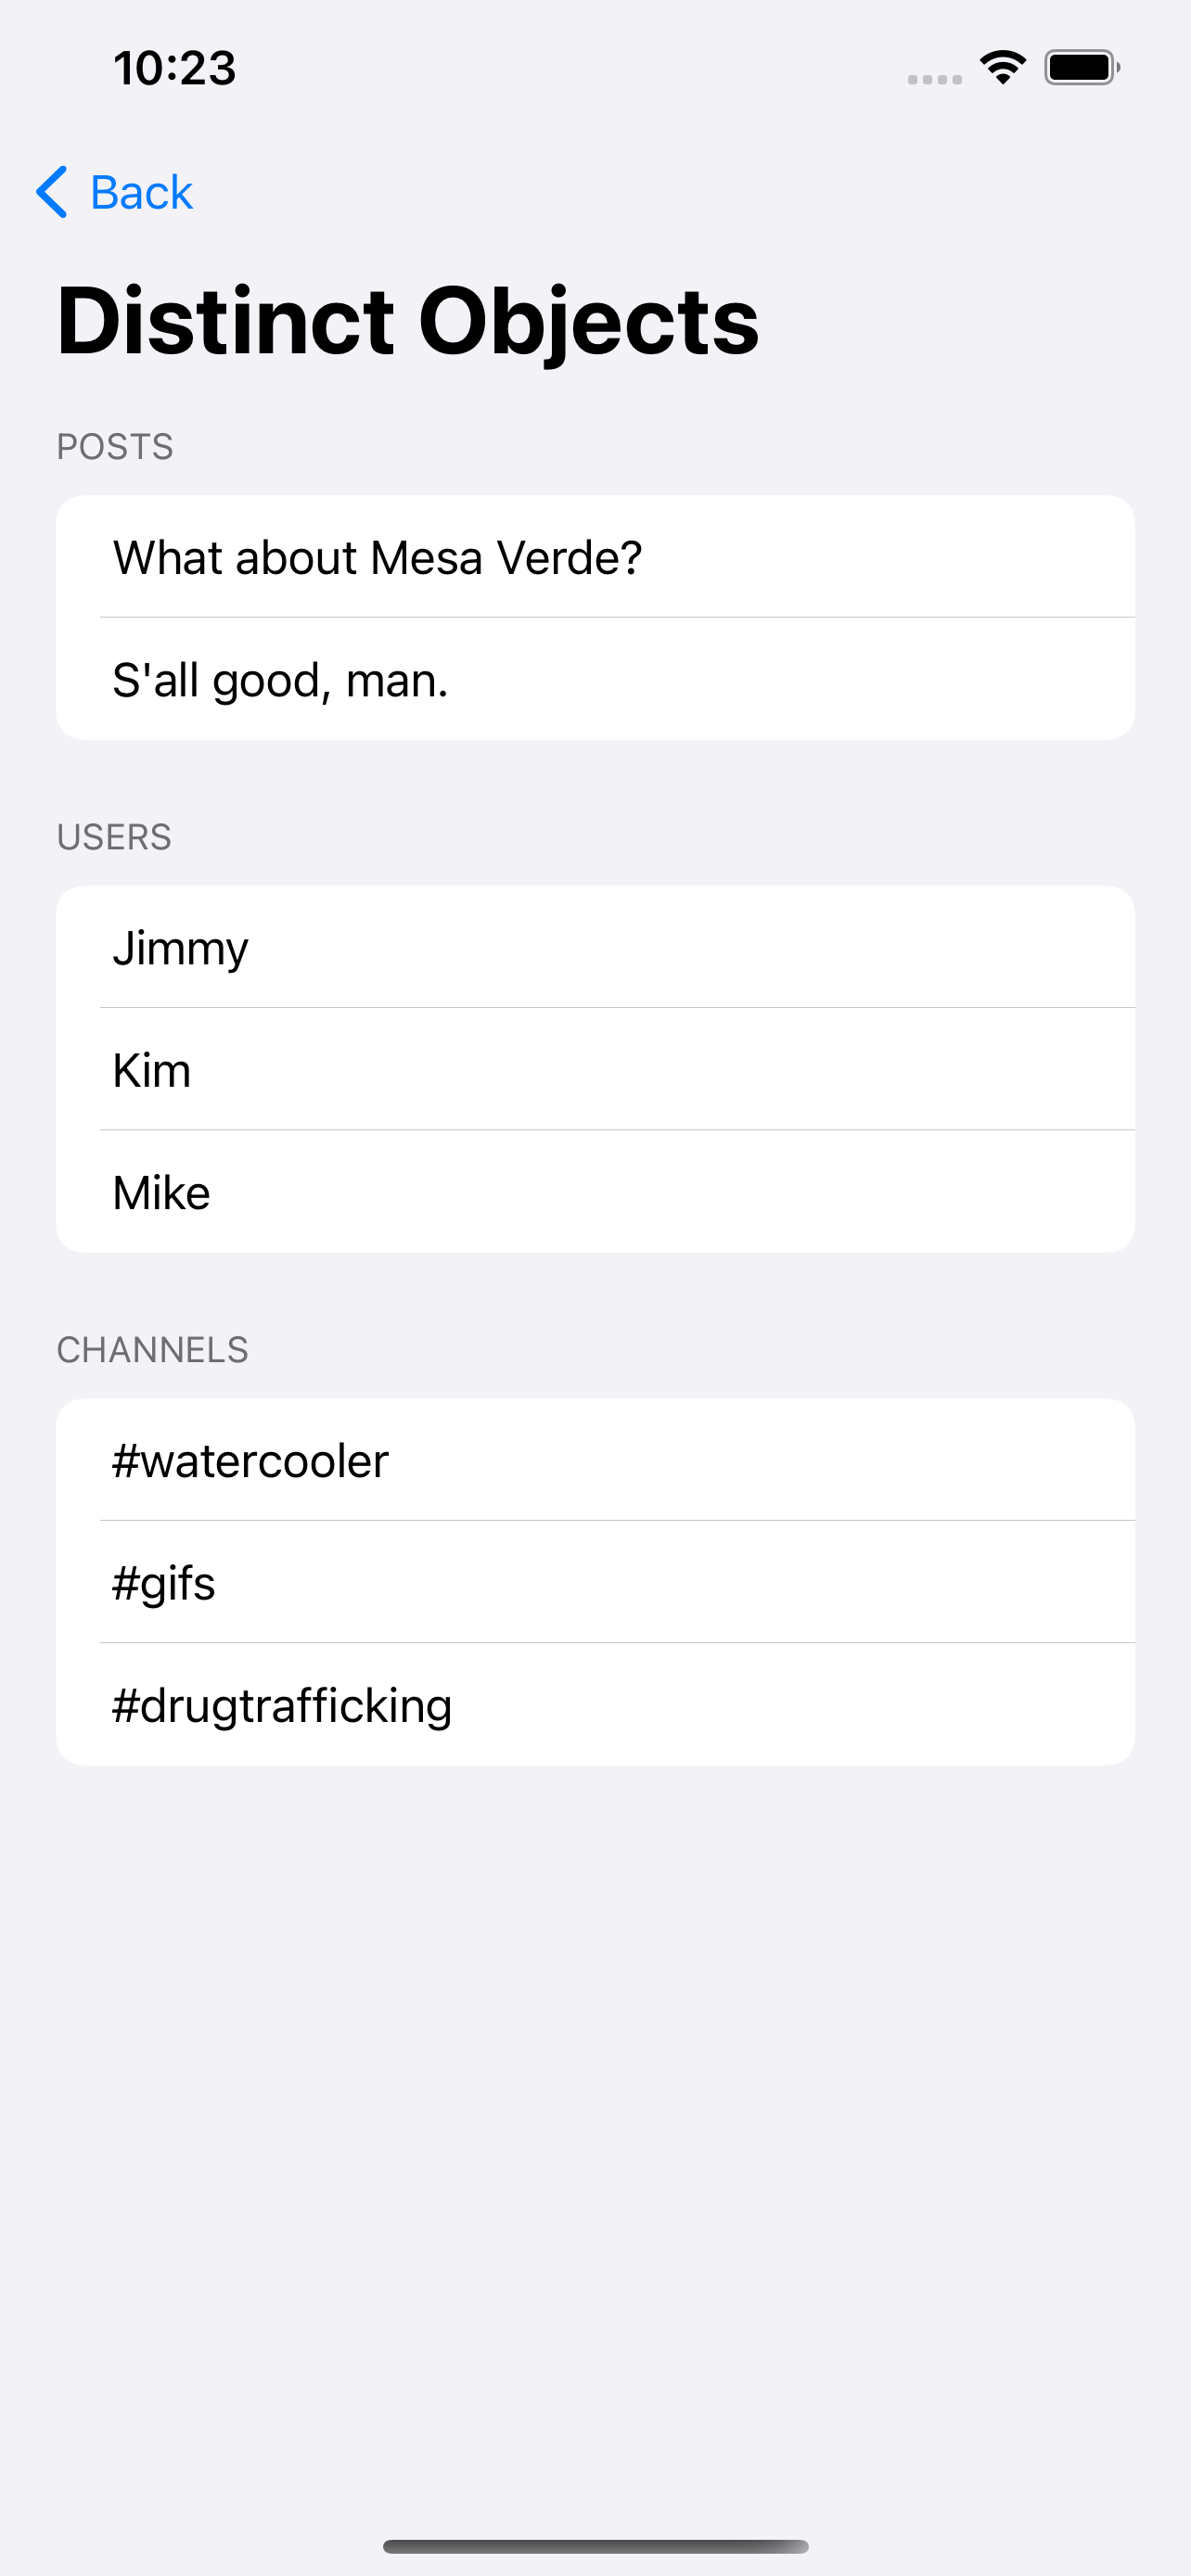 10:23
Back
Distinct Objects
POSTS
What about Mesa Verde?
S'all good, man.
USERS
Jimmy
Kim
Mike
CHANNELS
#watercooler
#gifs
#drugtrafficking